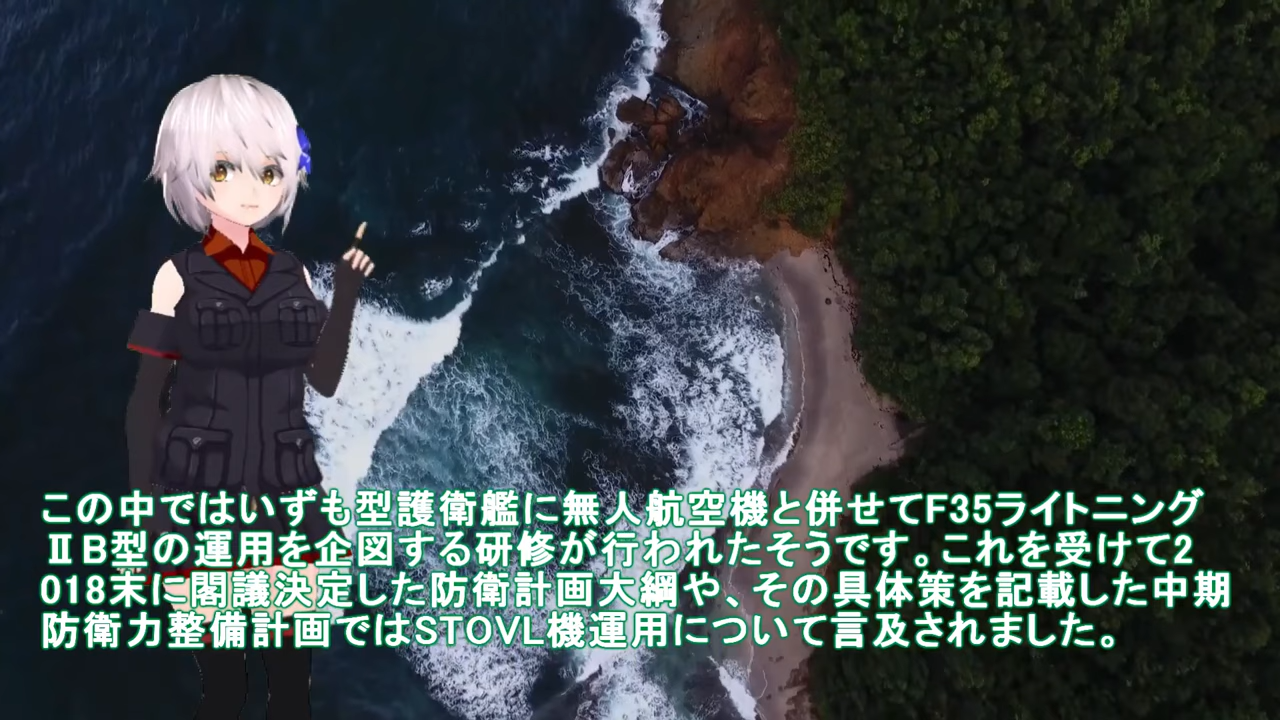 この中ではいずも型護衛艦に無人航空機と併せてF35ライトニング
ⅡB型の運用を企図する研修が行われたそうです。これを受けて2
018末に閣議決定した防衛計画大綱や、その具体策を記載した中期
防衛力整備計画ではSTOVL機運用について言及されました。